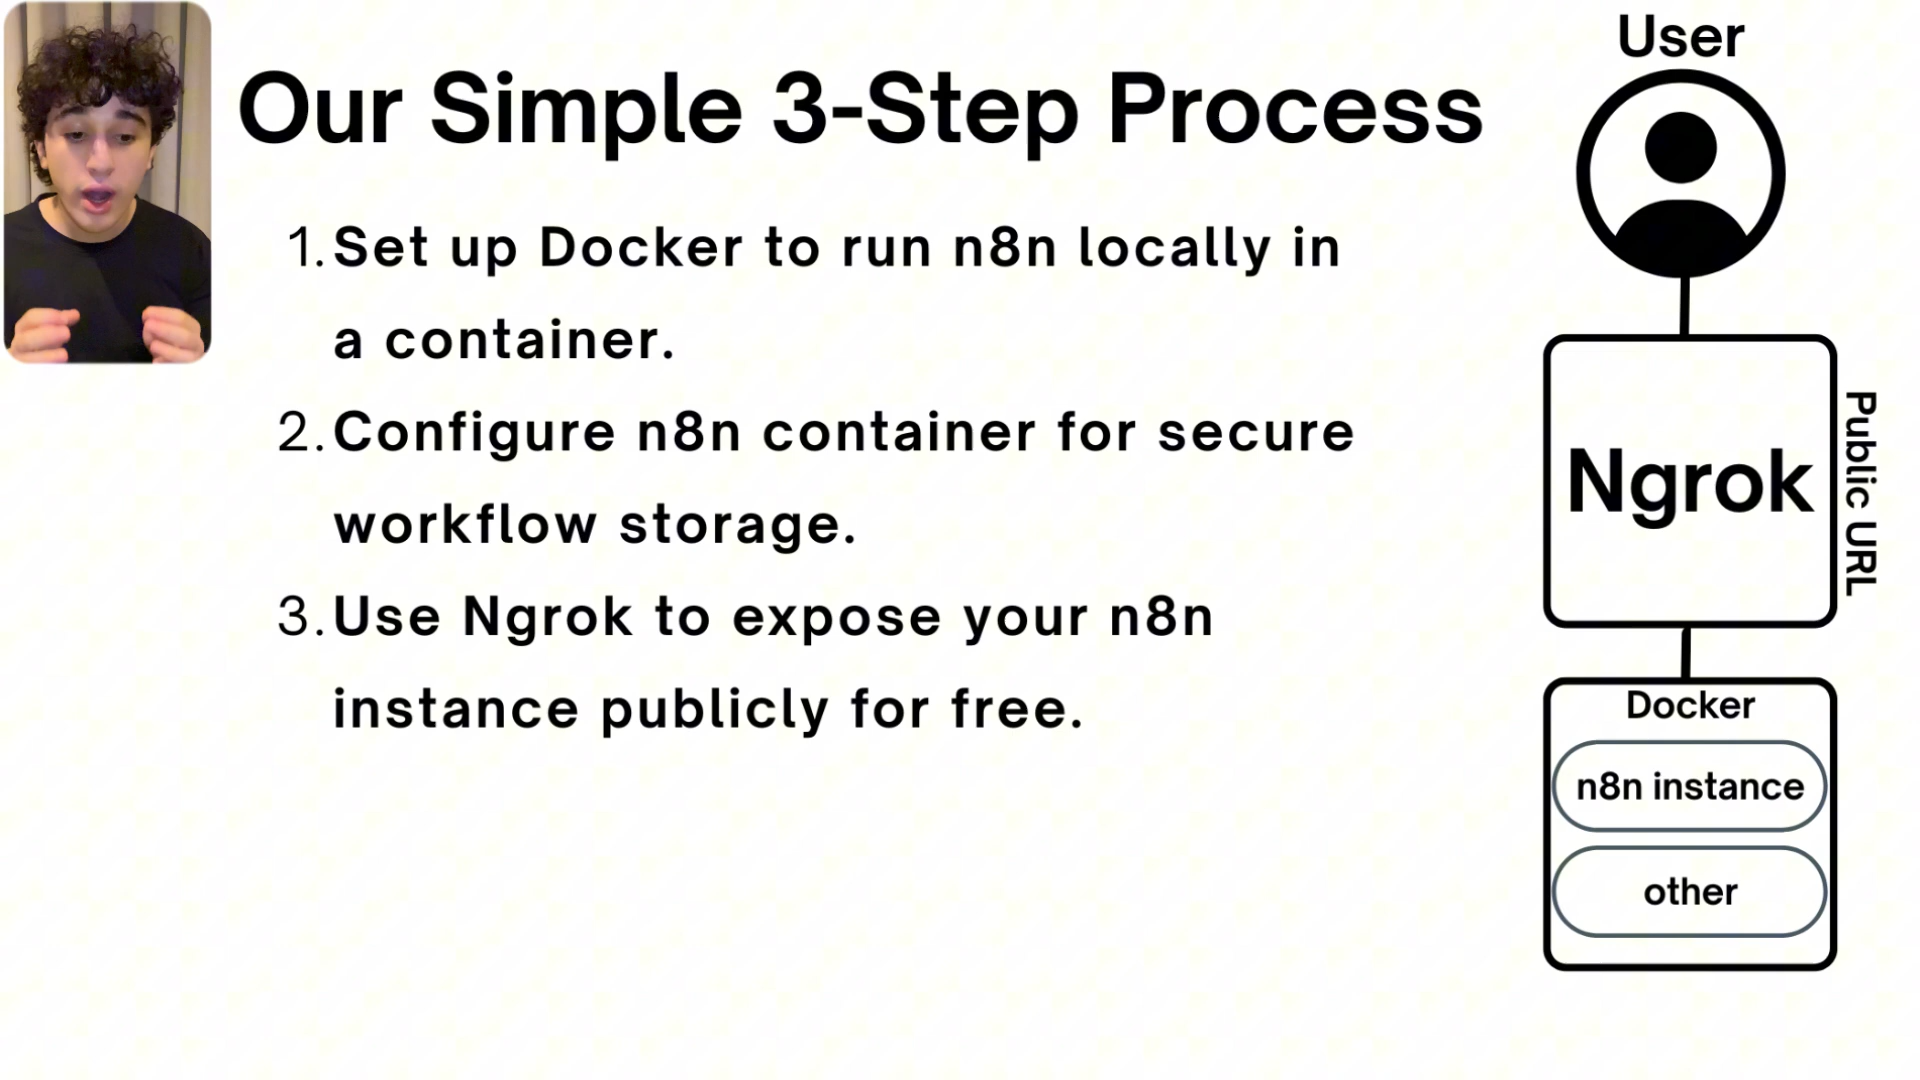 Our Simple 3-Step Process
1. Set up Docker to run n8n locally in
a container.
2. Configure n8n container for secure
workflow storage.
3. Use Ngrok to expose your n8n
instance publicly for free.
User
Ngrok
Public URL
Docker
n8n instance
other